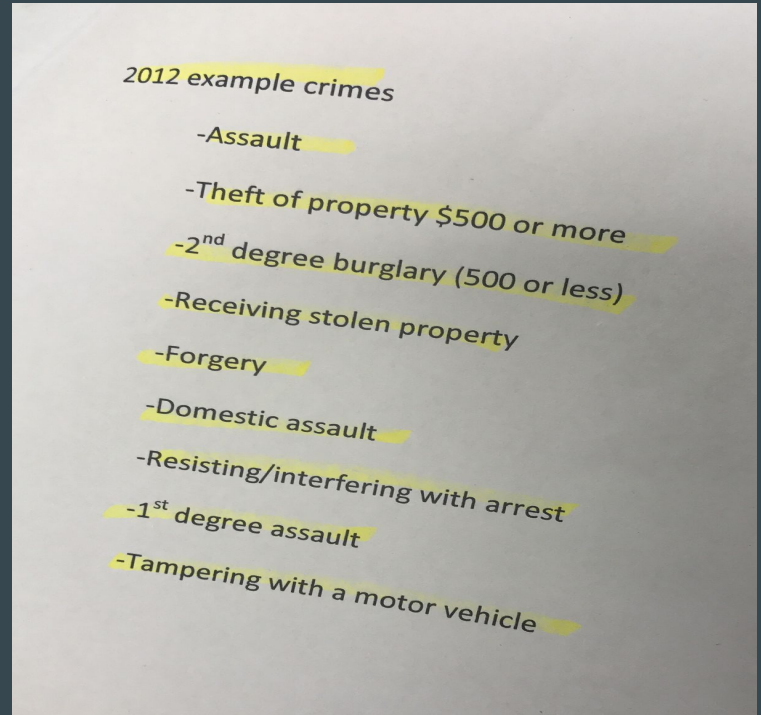 2012 example crimes
-Assault
-Theft of property $500 or more
-2nd degree burglary (500 or less)
-Receiving stolen property
-Forgery
-Domestic assault
-Resisting/interfering with arrest
-1st degree assault
-Tampering with a motor vehicle